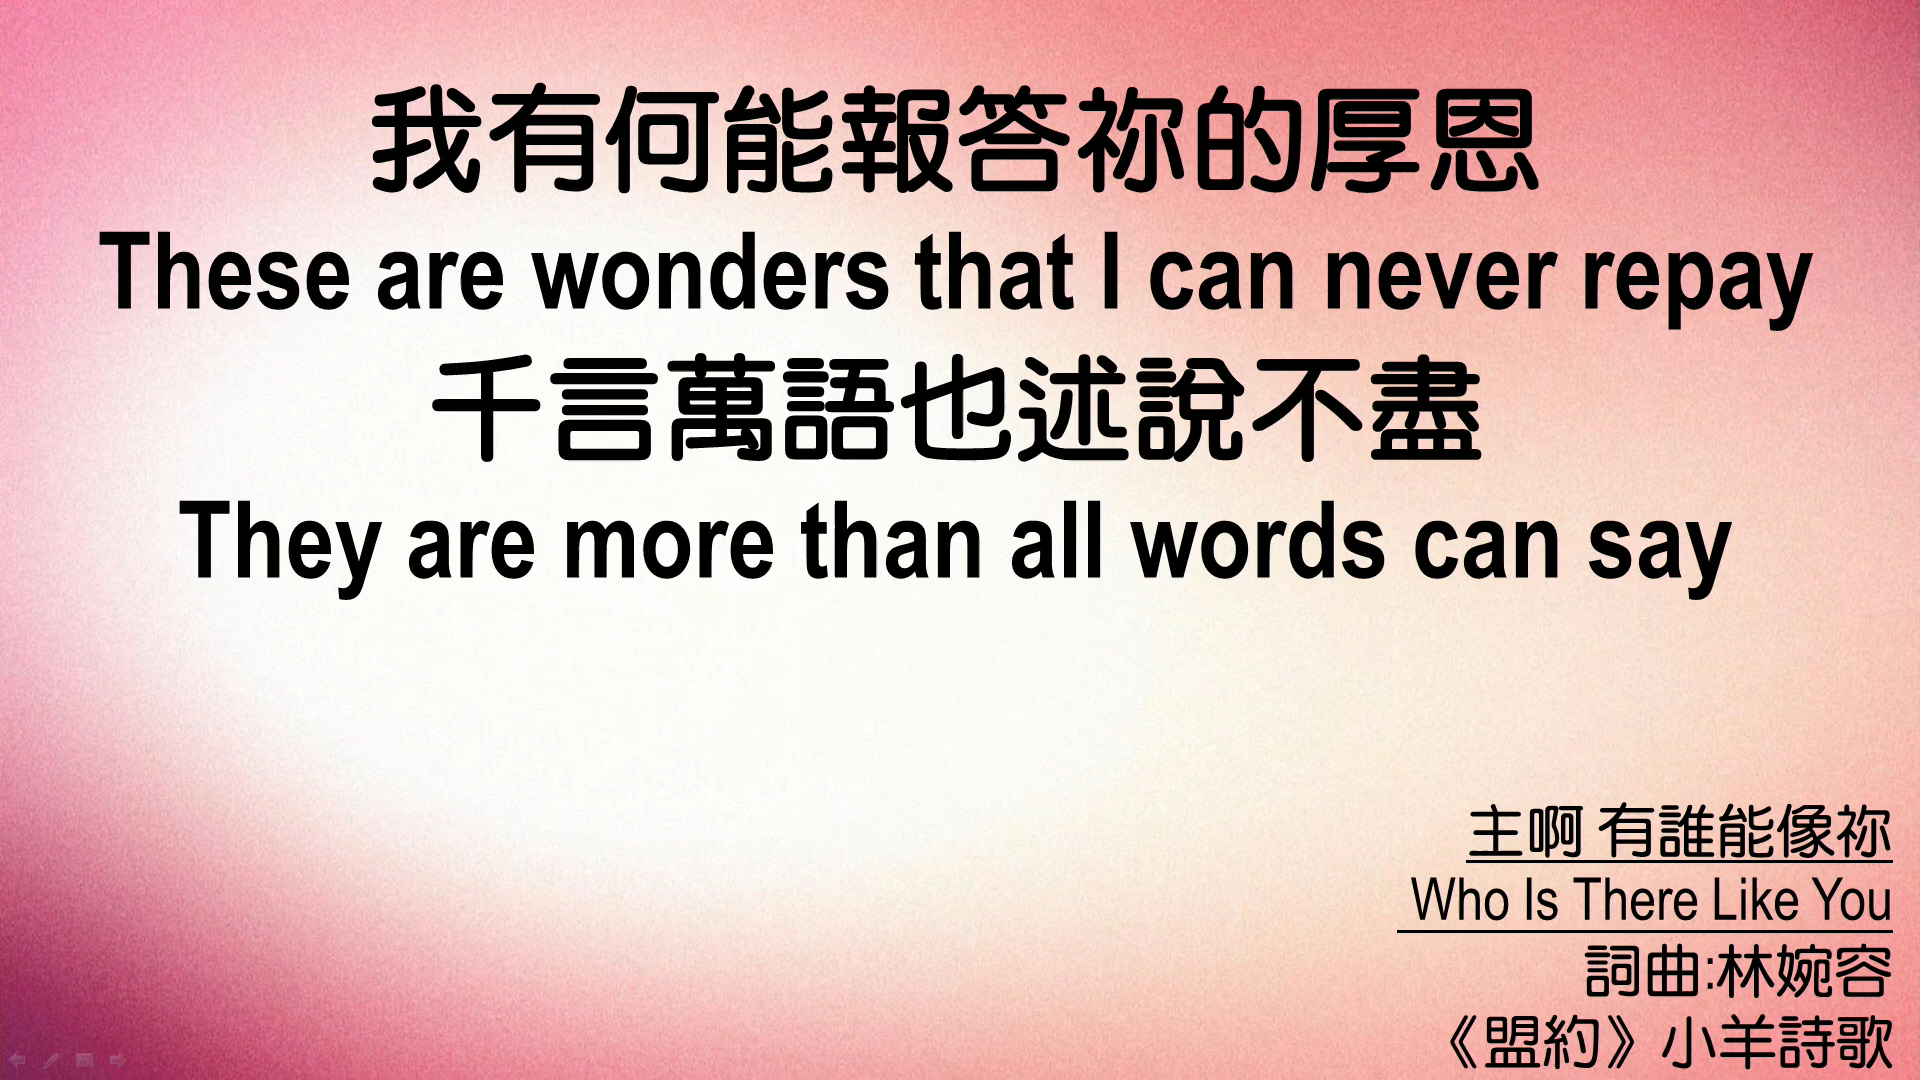 我有何能報答祢的厚恩
These are wonders that I can never repay
千言萬語也述說不盡
They are more than all words can say
主啊 有誰能像祢
Who Is There Like You
詞曲:林婉容
《盟約》小羊詩歌